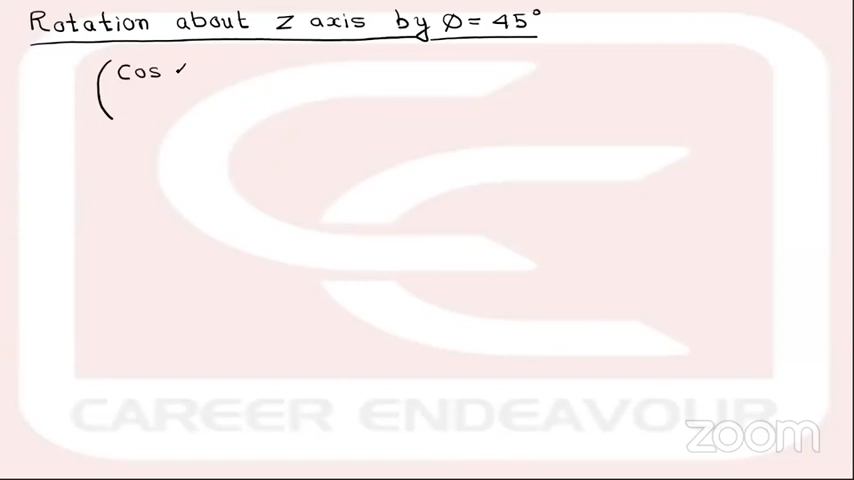 Rotation about z axis by Ø = 45°
( Cos
CAREER ENDEAVOUR
zoom